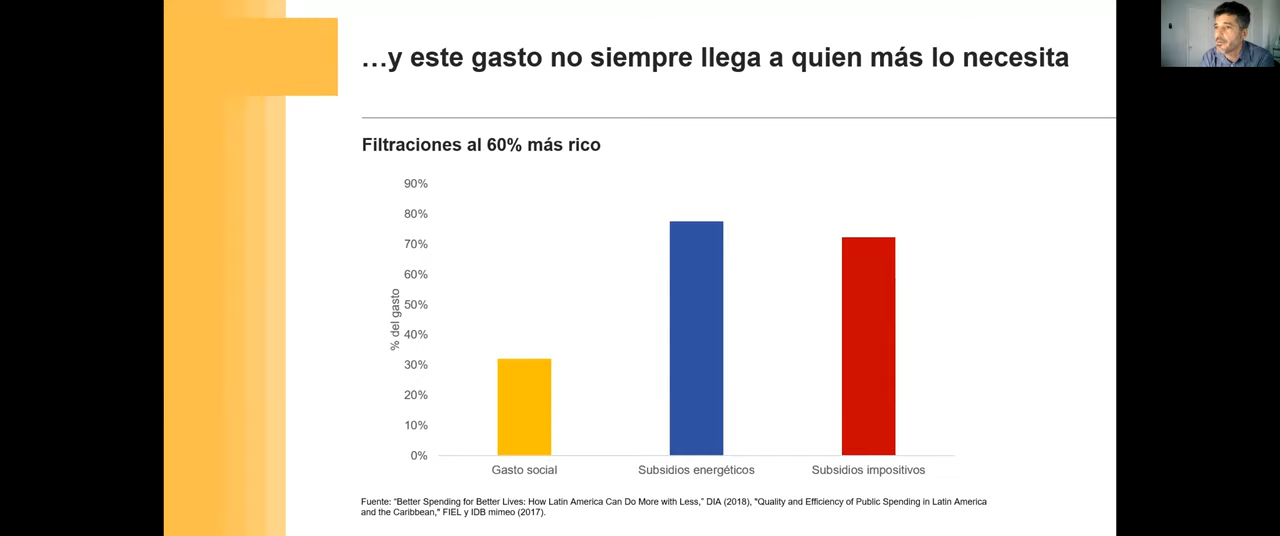 …y este gasto no siempre llega a quien más lo necesita
Filtraciones al 60% más rico
90%
80%
70%
60%
50%
40%
30%
20%
10%
0%
% del gasto
Gasto social
Subsidios energéticos
Subsidios impositivos
Fuente: “Better Spending for Better Lives: How Latin America Can Do More with Less,” DIA (2018), "Quality and Efficiency of Public Spending in Latin America
and the Caribbean," FIEL y IDB mimeo (2017).